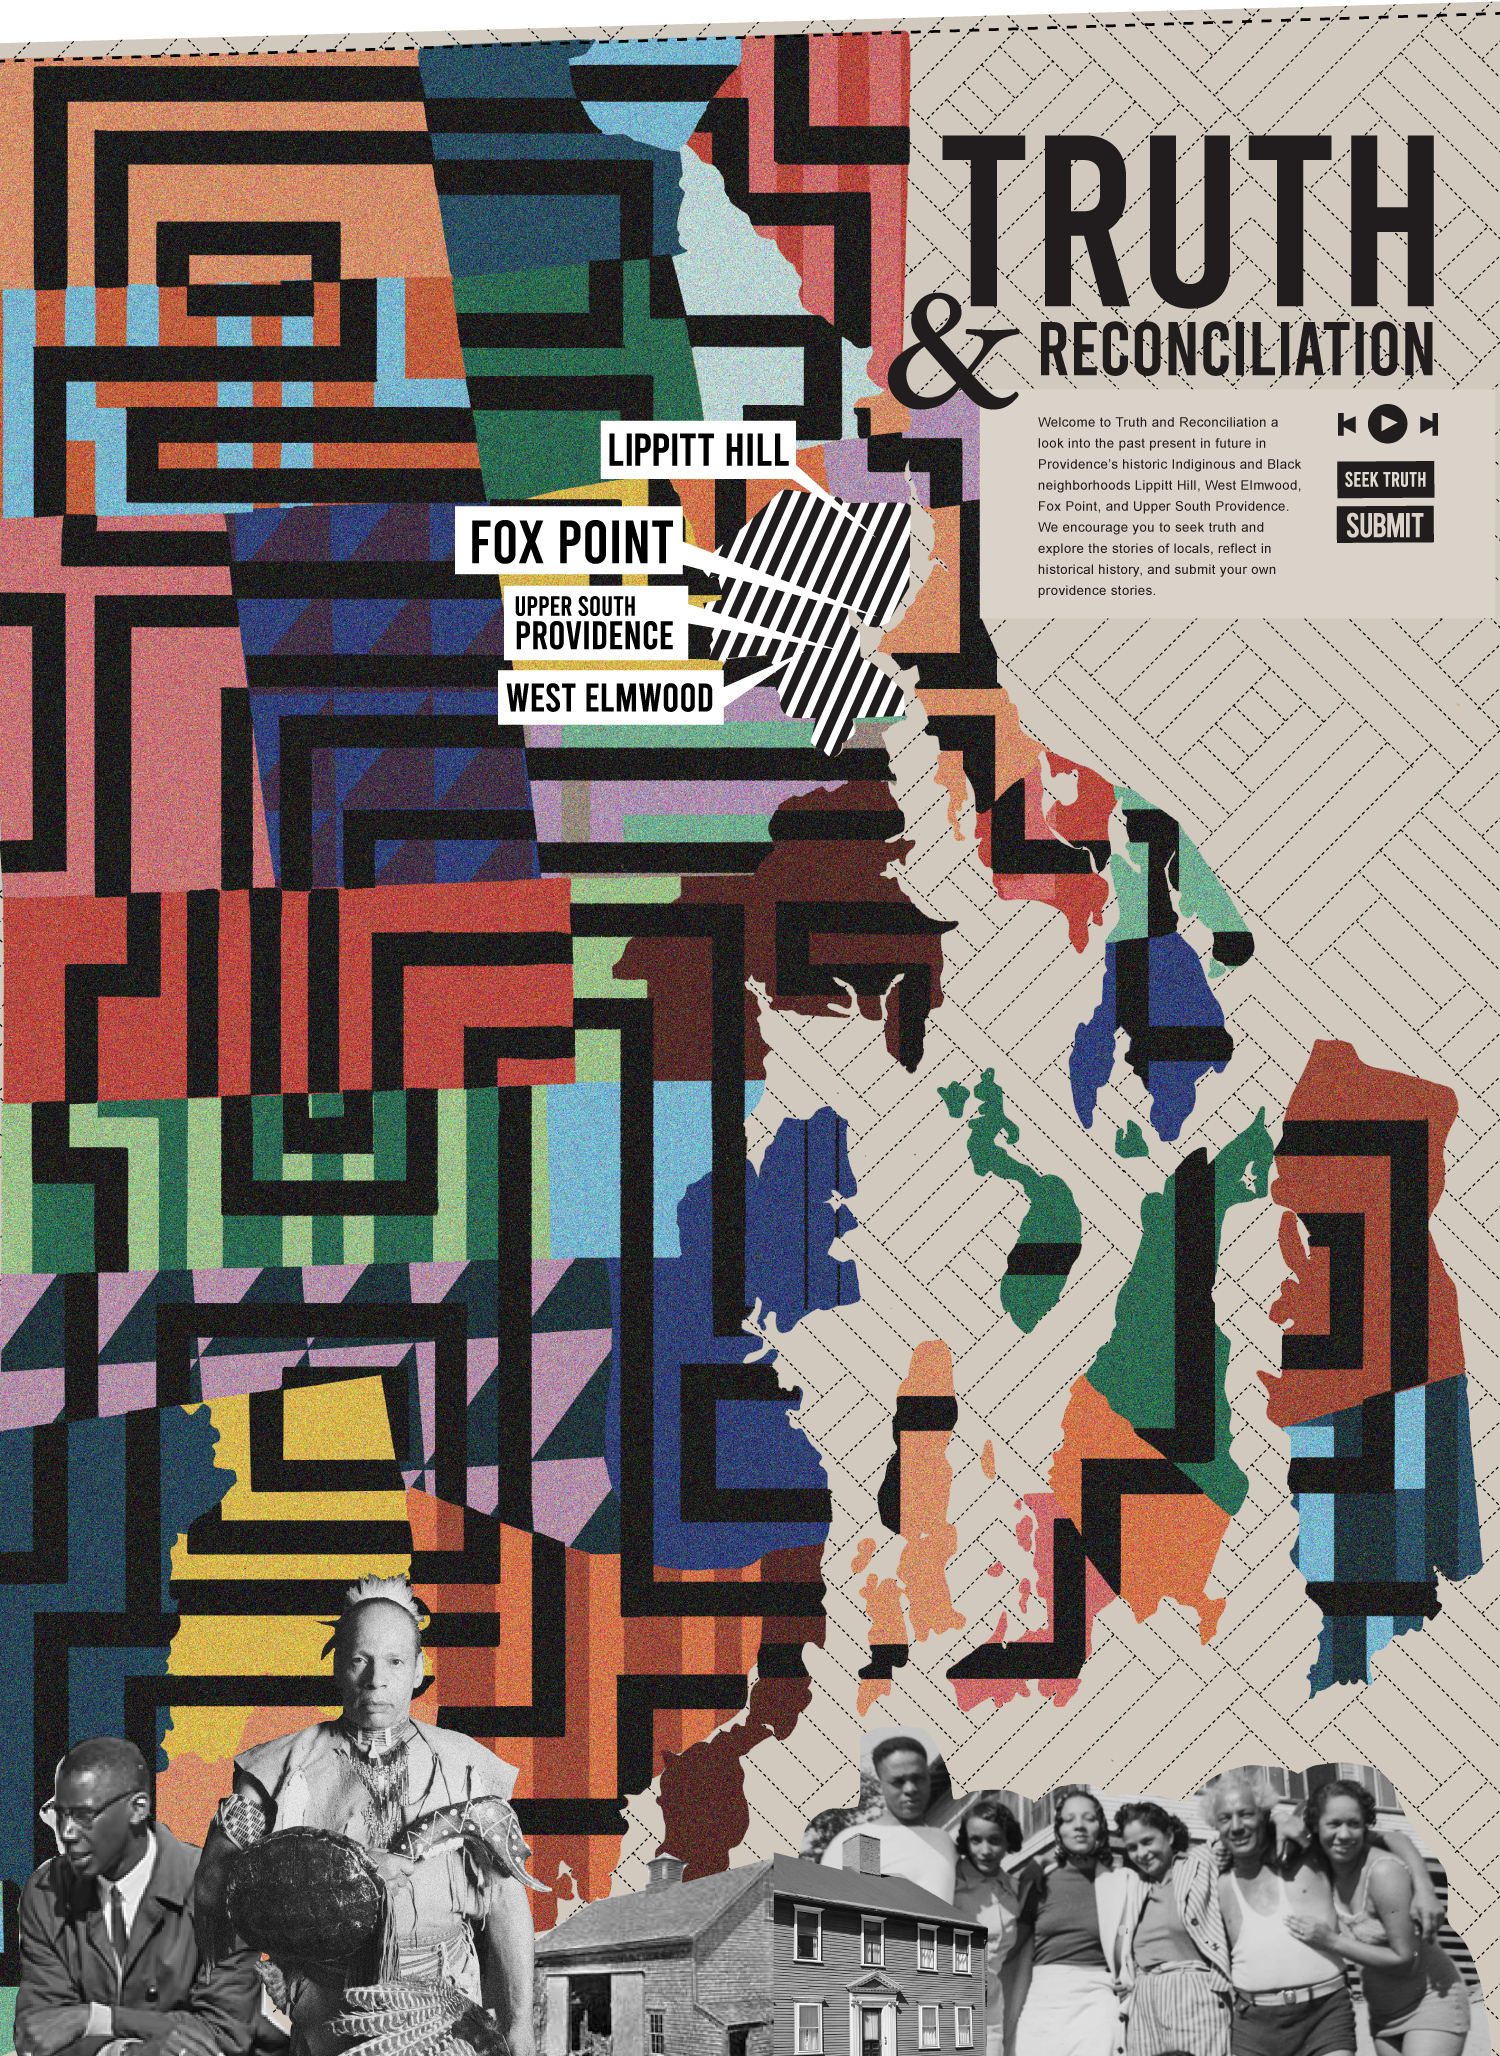 TRUTH
& RECONCILIATION
Welcome to Truth and Reconciliation a
look into the past present in future in
Providence's historic Indiginous and Black
neighborhoods Lippitt Hill, West Elmwood,
Fox Point, and Upper South Providence.
We encourage you to seek truth and
explore the stories of locals, reflect in
historical history, and submit your own
providence stories.
SEEK TRUTH
SUBMIT
LIPPITT HILL
FOX POINT
UPPER SOUTH
PROVIDENCE
WEST ELMWOOD